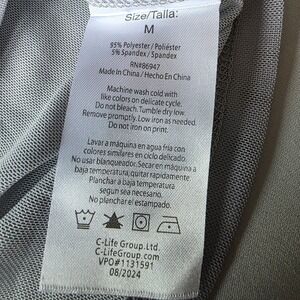 Size/Talla:
M
95% Polyester / Poliéster
5% Spandex / Spandex
RN#86947
Made In China / Hecho En China
Machine wash cold with
like colors on delicate cycle.
Do not bleach. Tumble dry low.
Remove promptly. Low iron as needed.
Do not iron on print.
Lavar a máquina en agua fría con
colores similares en ciclo delicado.
No usar blanqueador. Secar en máquina a
baja temperatura, quitar rápidamente.
Planchar a baja temperatura
segun sea necesario.
No planchar el estampado.
C-Life Group.Ltd.
C-LifeGroup.com
VPO#1131591
08/2024